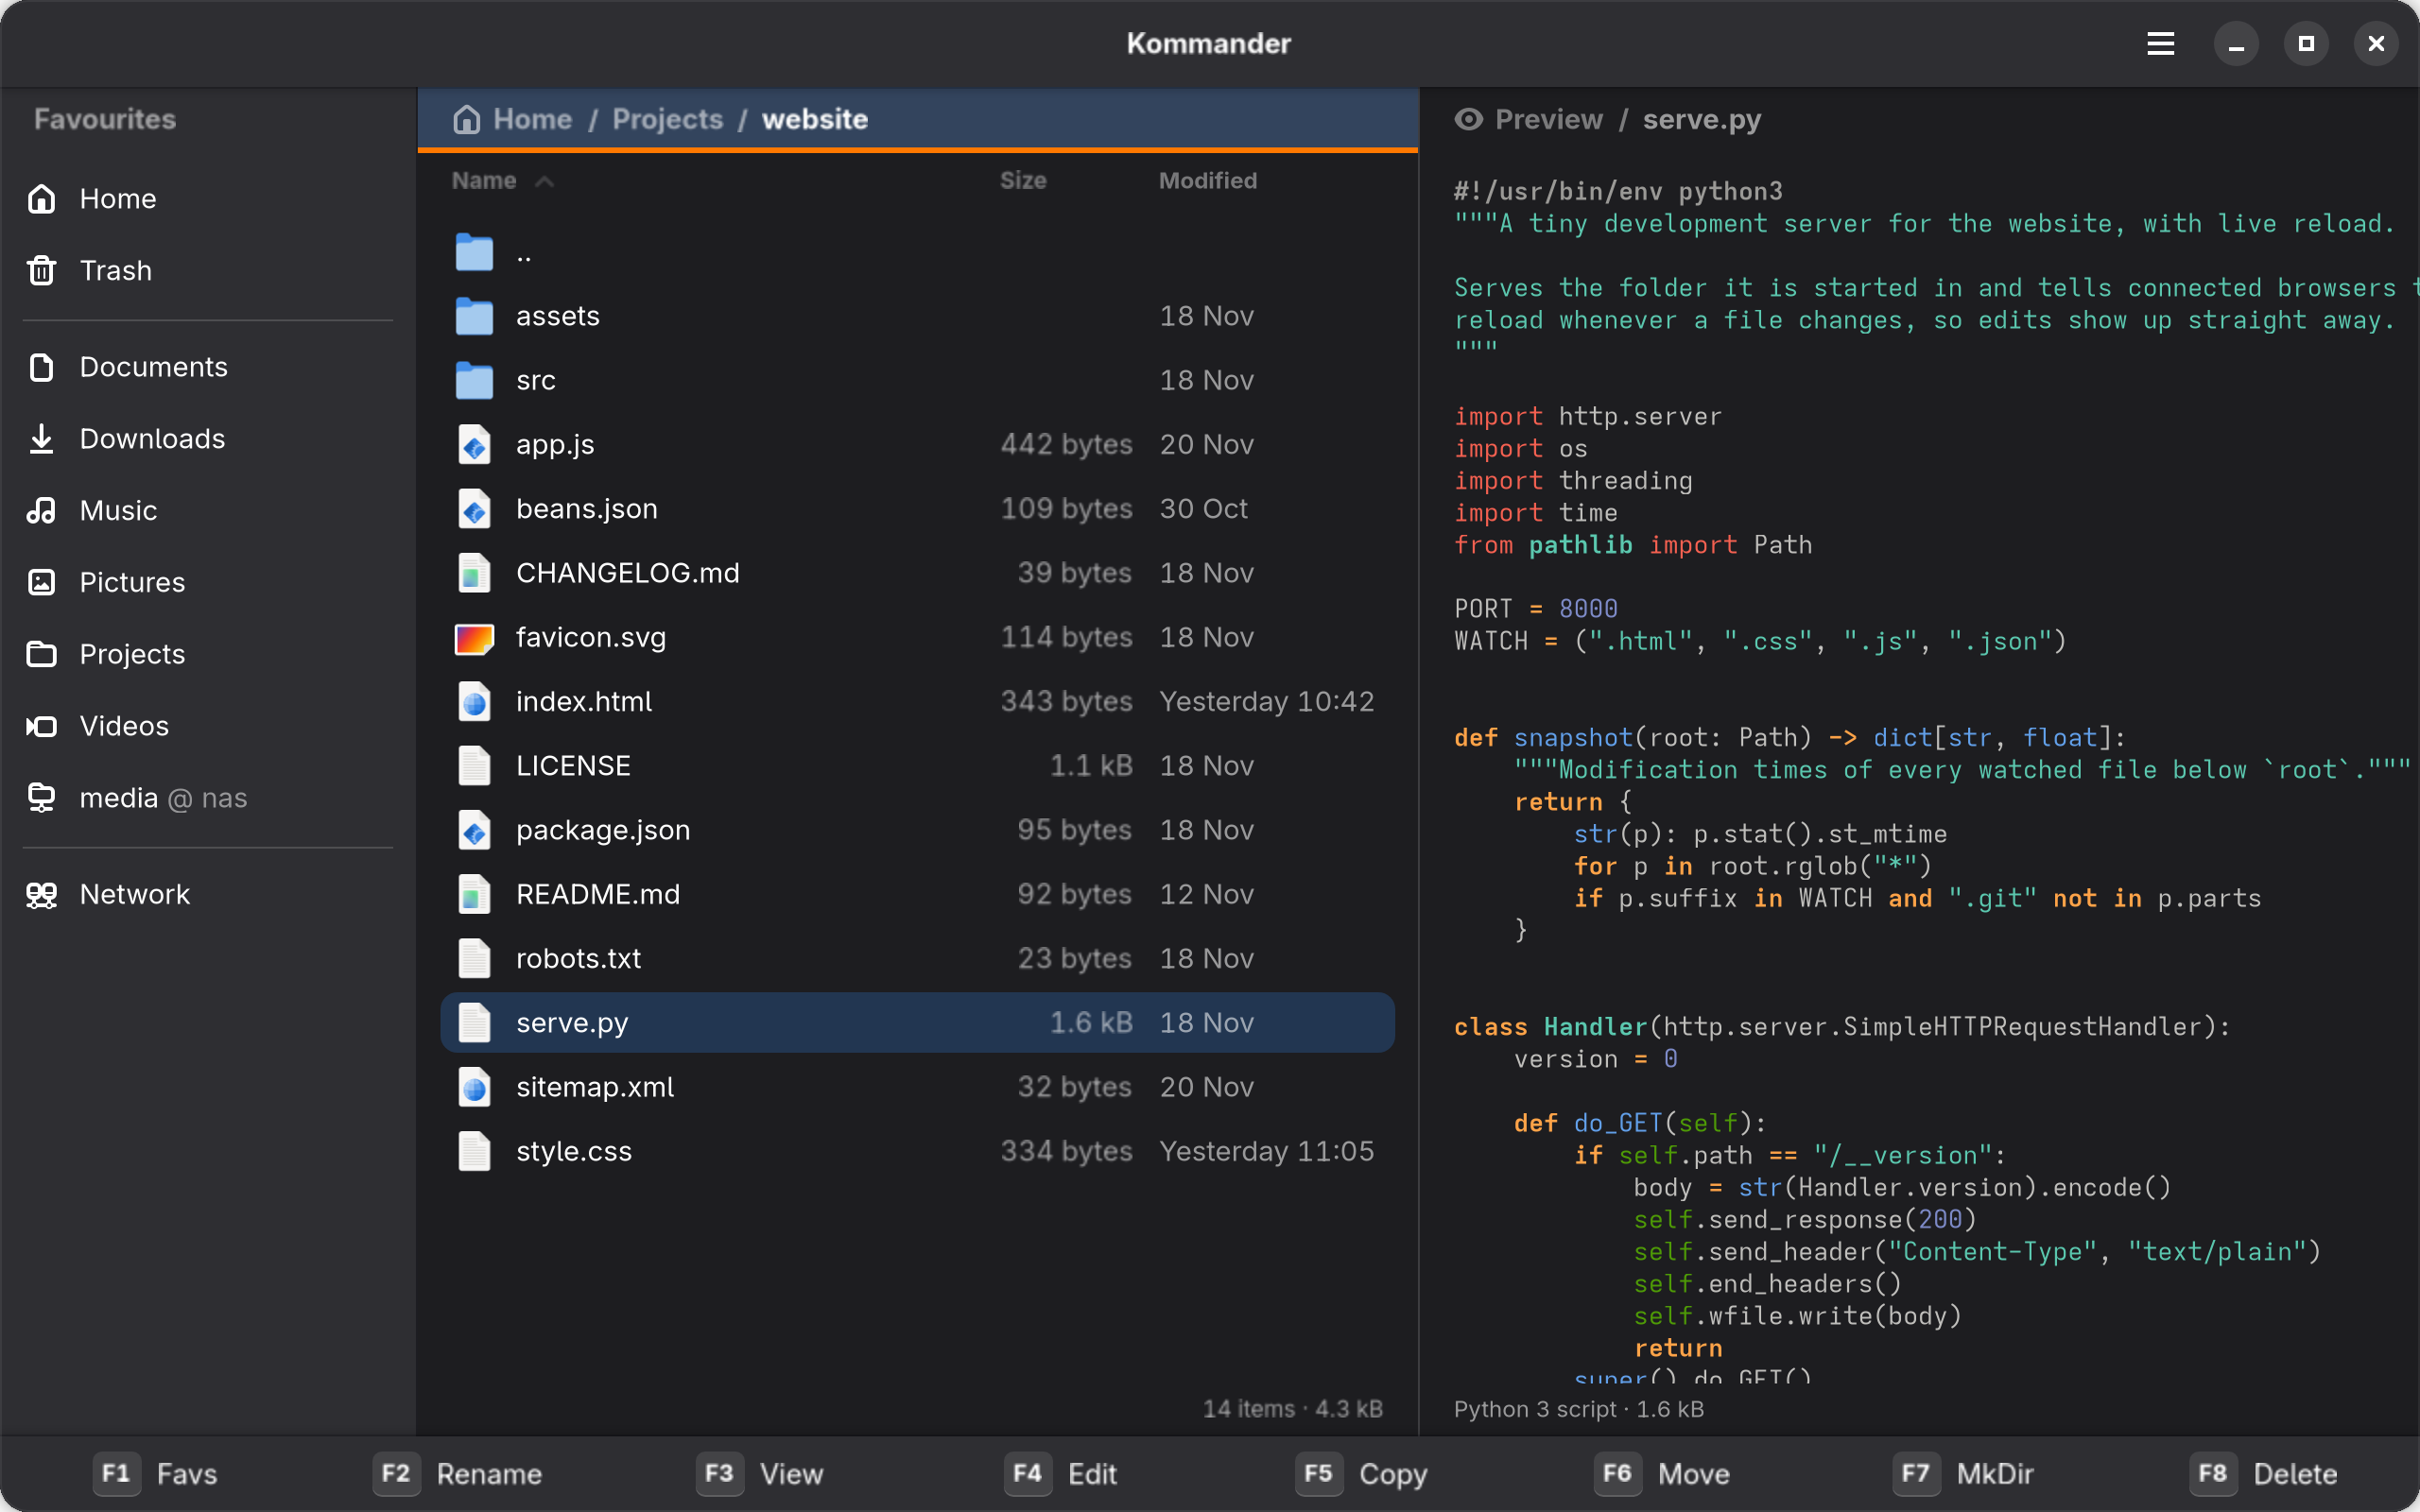 Kommander
Favourites
Home
Trash
Documents
Downloads
Music
Pictures
Projects
Videos
media @ nas
Network
Home / Projects / website
Name Size Modified
..
assets 18 Nov
src 18 Nov
app.js 442 bytes 20 Nov
beans.json 109 bytes 30 Oct
CHANGELOG.md 39 bytes 18 Nov
favicon.svg 114 bytes 18 Nov
index.html 343 bytes Yesterday 10:42
LICENSE 1.1 kB 18 Nov
package.json 95 bytes 18 Nov
README.md 92 bytes 12 Nov
robots.txt 23 bytes 18 Nov
serve.py 1.6 kB 18 Nov
sitemap.xml 32 bytes 20 Nov
style.css 334 bytes Yesterday 11:05
14 items · 4.3 kB
Preview / serve.py
#!/usr/bin/env python3
"""A tiny development server for the website, with live reload.
Serves the folder it is started in and tells connected browsers
reload whenever a file changes, so edits show up straight away.
"""
import http.server
import os
import threading
import time
from pathlib import Path
PORT = 8000
WATCH = (".html", ".css", ".js", ".json")
def snapshot(root: Path) -> dict[str, float]:
    """Modification times of every watched file below `root`."""
    return {
        str(p): p.stat().st_mtime
        for p in root.rglob("*")
        if p.suffix in WATCH and ".git" not in p.parts
    }
class Handler(http.server.SimpleHTTPRequestHandler):
    version = 0
    def do_GET(self):
        if self.path == "/__version":
            body = str(Handler.version).encode()
            self.send_response(200)
            self.send_header("Content-Type", "text/plain")
            self.end_headers()
            self.wfile.write(body)
            return
        super().do_GET()
Python 3 script · 1.6 kB
F1 Favs F2 Rename F3 View F4 Edit F5 Copy F6 Move F7 MkDir F8 Delete